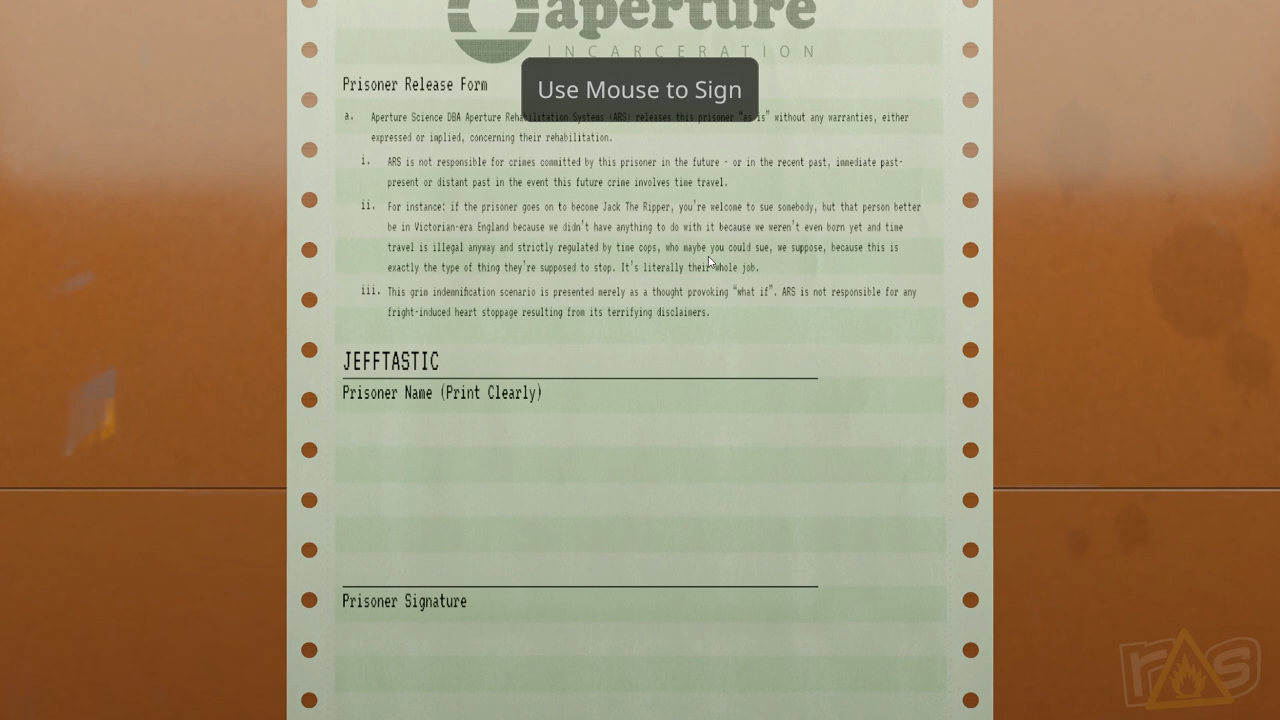 aperture
INCARCERATION
Prisoner Release Form
Use Mouse to Sign
a. Aperture Science DBA Aperture Rehabilitation Systems (ARS) releases this prisoner “as is” without any warranties, either
expressed or implied, concerning their rehabilitation.
i. ARS is not responsible for crimes committed by this prisoner in the future - or in the recent past, immediate past-
present or distant past in the event this future crime involves time travel.
ii. For instance: if the prisoner goes on to become Jack The Ripper, you're welcome to sue somebody, but that person better
be in Victorian-era England because we didn't have anything to do with it because we weren't even born yet and time
travel is illegal anyway and strictly regulated by time cops, who maybe you could sue, we suppose, because this is
exactly the type of thing they're supposed to stop. It's literally their whole job.
iii. This grim indemnification scenario is presented merely as a thought provoking “what if”. ARS is not responsible for any
fright-induced heart stoppage resulting from its terrifying disclaimers.
JEFFTASTIC
Prisoner Name (Print Clearly)
Prisoner Signature
ras